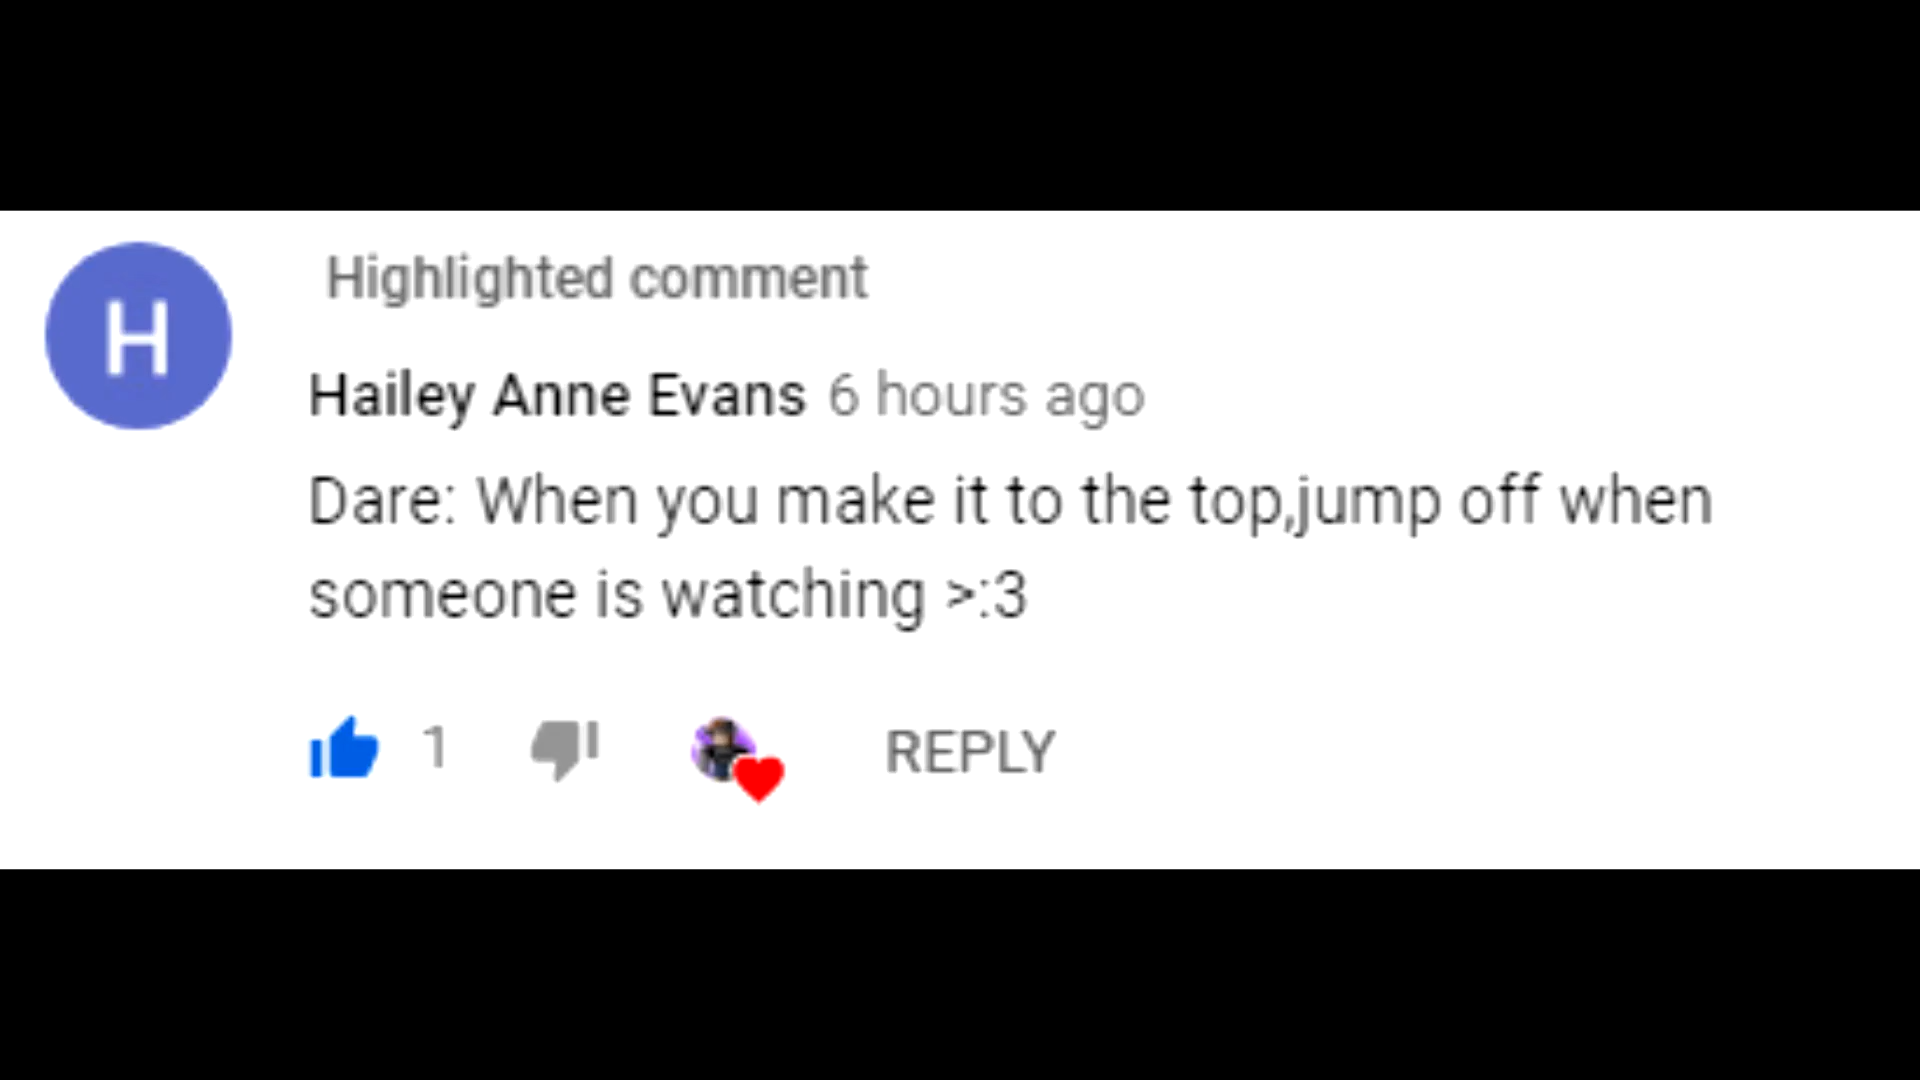 H
Highlighted comment
Hailey Anne Evans 6 hours ago
Dare: When you make it to the top,jump off when
someone is watching >:3
1 REPLY